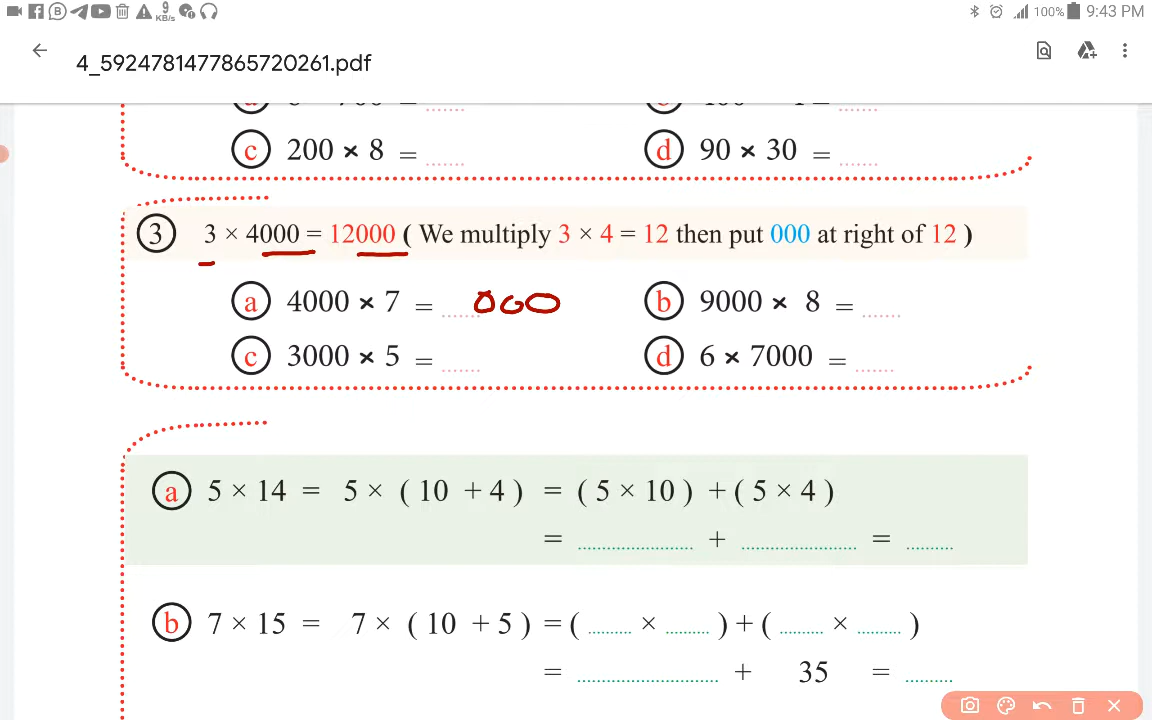 9
KB/s
100%
9:43 PM
4_5924781477865720261.pdf
c 200 × 8 = ....... d 90 × 30 = .......
3 3 × 4000 = 12000 ( We multiply 3 × 4 = 12 then put 000 at right of 12 )
a 4000 × 7 = ...... 000 b 9000 × 8 = .......
c 3000 × 5 = ....... d 6 × 7000 = .......
a 5 × 14 = 5 × ( 10 + 4 ) = ( 5 × 10 ) + ( 5 × 4 )
= ....................... + ....................... = ..........
b 7 × 15 = 7 × ( 10 + 5 ) = ( ......... × ......... ) + ( ......... × ......... )
= ............................ + 35 = ..........